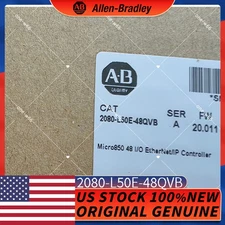 Allen-Bradley
AB
QUALITY
CAT
SER
FW
2080-L50E-48QVB
A
20.011
Micro850 48 I/O EtherNet/IP Controller
2080-L50E-48QVB
US STOCK 100%NEW
ORIGINAL GENUINE